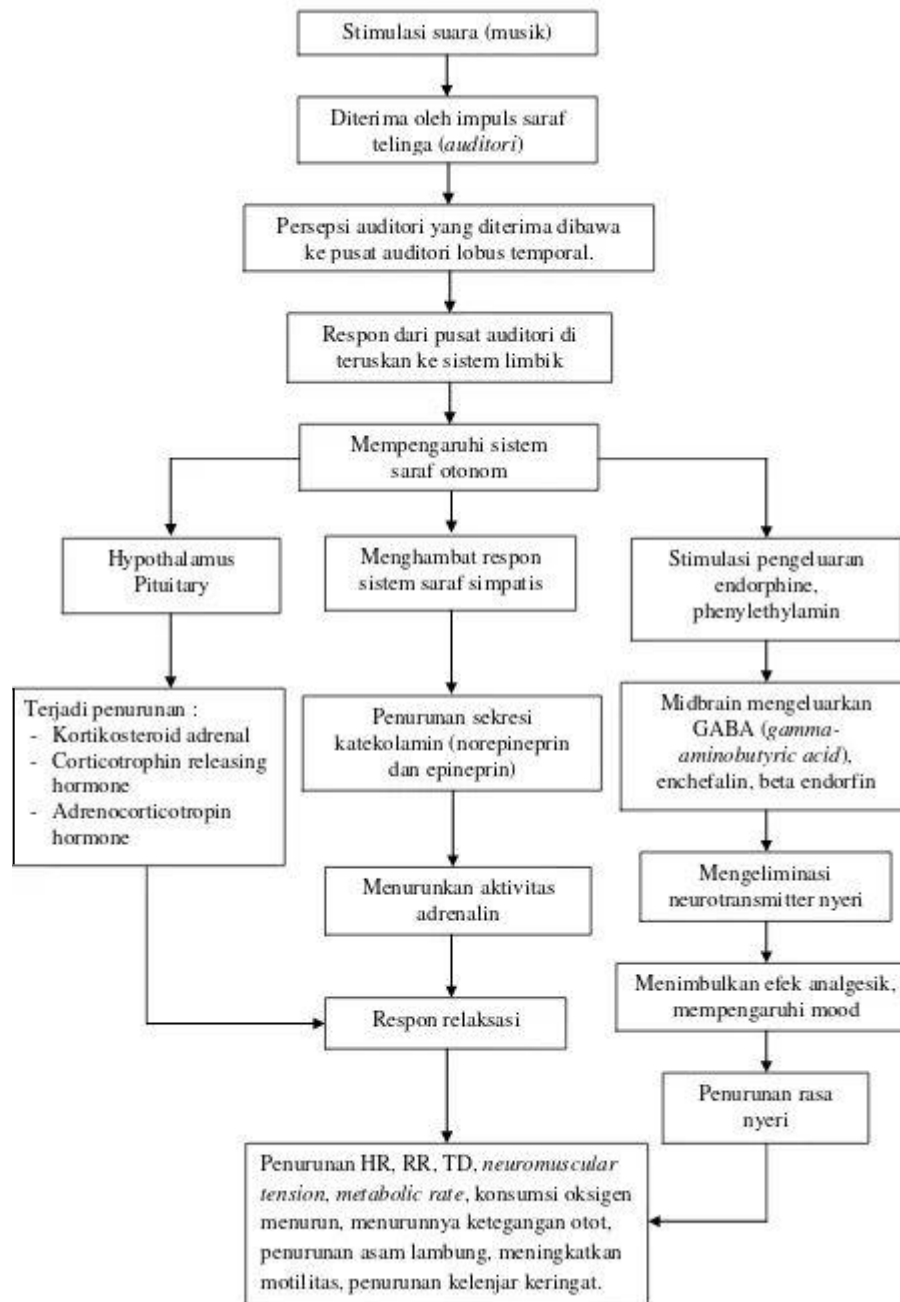 Stimulasi suara (musik)
Diterima oleh impuls saraf
telinga (auditori)
Persepsi auditori yang diterima dibawa
ke pusat auditori lobus temporal.
Respon dari pusat auditori di
teruskan ke sistem limbik
Mempengaruhi sistem
saraf otonom
Hypothalamus
Pituitary
Terjadi penurunan :
- Kortikosteroid adrenal
- Corticotrophin releasing
hormone
- Adrenocorticotropin
hormone
Menghambat respon
sistem saraf simpatis
Penurunan sekresi
katekolamin (norepineprin
dan epineprin)
Menurunkan aktivitas
adrenalin
Respon relaksasi
Stimulasi pengeluaran
endorphine,
phenylethylamin
Midbrain mengeluarkan
GABA (gamma-
aminobutyric acid),
enchefalin, beta endorfin
Mengeliminasi
neurotransmitter nyeri
Menimbulkan efek analgesik,
mempengaruhi mood
Penurunan rasa
nyeri
Penurunan HR, RR, TD, neuromuscular
tension, metabolic rate, konsumsi oksigen
menurun, menurunnya ketegangan otot,
penurunan asam lambung, meningkatkan
motilitas, penurunan kelenjar keringat.